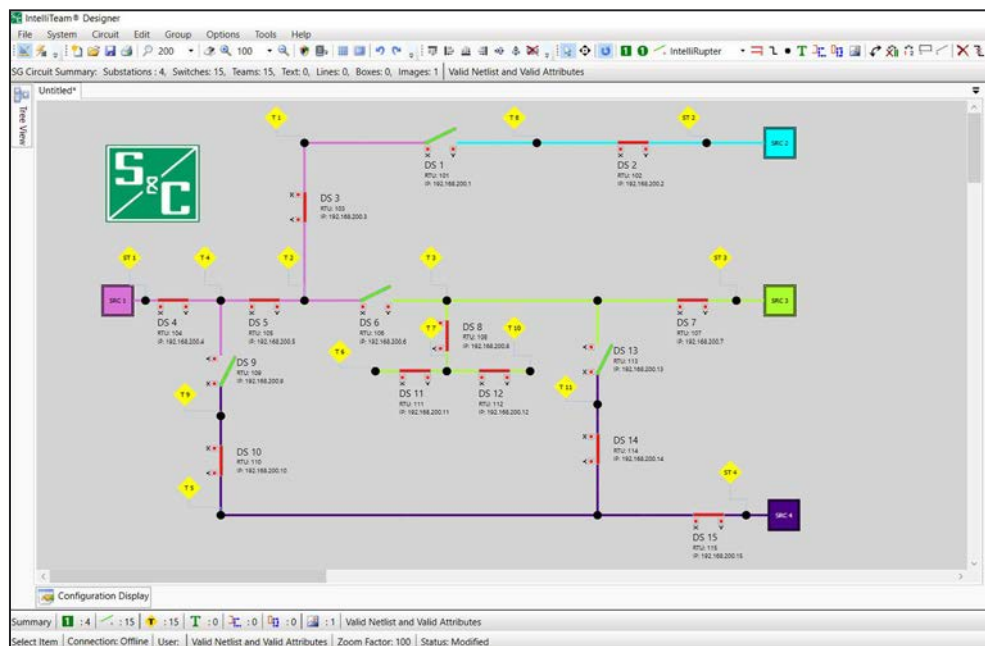 IntelliTeam® Designer
File System Circuit Edit Group Options Tools Help
200 100 IntelliRupter
SG Circuit Summary: Substations : 4, Switches: 15, Teams: 15, Text: 0, Lines: 0, Boxes: 0, Images: 1 Valid Netlist and Valid Attributes
Tree View
Untitled*
T 1
T 8
ST 2
SRC 2
DS 1
RTU: 101
IP: 192.168.200.1
DS 2
RTU: 102
IP: 192.168.200.2
S&C
DS 3
RTU: 103
IP: 192.168.200.3
ST 1
T 4
T 2
T 3
ST 3
SRC 1
SRC 3
DS 4
RTU: 104
IP: 192.168.200.4
DS 5
RTU: 105
IP: 192.168.200.5
DS 6
RTU: 106
IP: 192.168.200.6
DS 7
RTU: 107
IP: 192.168.200.7
T 7
DS 8
RTU: 108
IP: 192.168.200.8
T 10
T 6
DS 9
RTU: 109
IP: 192.168.200.9
DS 13
RTU: 113
IP: 192.168.200.13
DS 11
RTU: 111
IP: 192.168.200.11
DS 12
RTU: 112
IP: 192.168.200.12
T 9
T 11
DS 10
RTU: 110
IP: 192.168.200.10
DS 14
RTU: 114
IP: 192.168.200.14
T 5
ST 4
SRC 4
DS 15
RTU: 115
IP: 192.168.200.15
Configuration Display
Summary 1 : 4 : 15 T : 15 T : 0 : 0 : 0 : 1 Valid Netlist and Valid Attributes
Select Item Connection: Offline User: Valid Netlist and Valid Attributes Zoom Factor: 100 Status: Modified